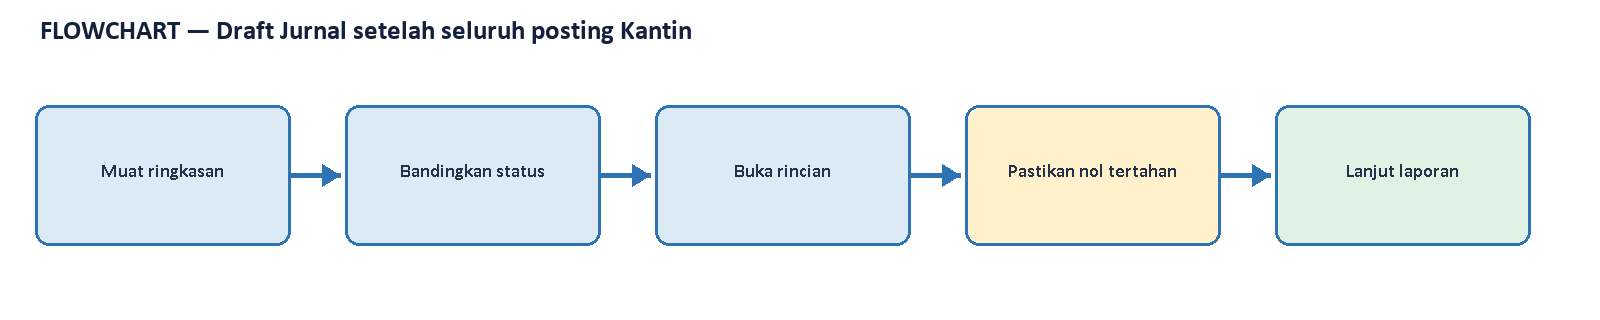 FLOWCHART — Draft Jurnal setelah seluruh posting Kantin
Muat ringkasan
Bandingkan status
Buka rincian
Pastikan nol tertahan
Lanjut laporan